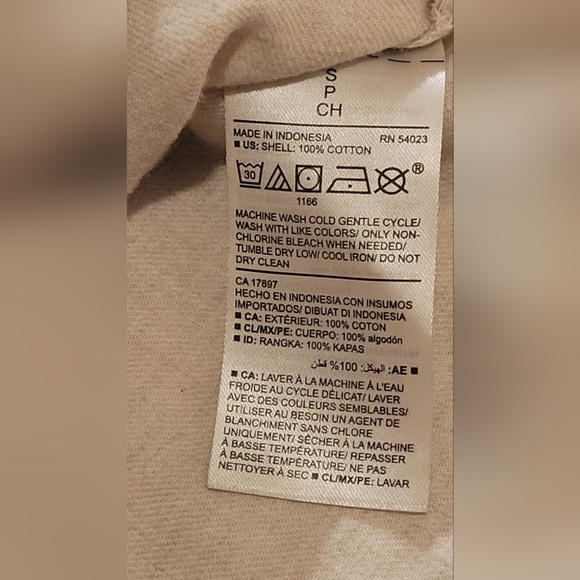 S
P
CH
MADE IN INDONESIA RN 54023
■ US: SHELL: 100% COTTON
30 ®
1166
MACHINE WASH COLD GENTLE CYCLE/
WASH WITH LIKE COLORS/ ONLY NON-
CHLORINE BLEACH WHEN NEEDED/
TUMBLE DRY LOW/ COOL IRON/ DO NOT
DRY CLEAN
CA 17897
HECHO EN INDONESIA CON INSUMOS
IMPORTADOS/ DIBUAT DI INDONESIA
■ CA: EXTÉRIEUR: 100% COTON
■ CL/MX/PE: CUERPO: 100% algodón
■ ID: RANGKA: 100% KAPAS
■ AE: الهيكل: 100% قطن
■ CA: LAVER À LA MACHINE À L'EAU
FROIDE AU CYCLE DÉLICAT/ LAVER
AVEC DES COULEURS SEMBLABLES/
UTILISER AU BESOIN UN AGENT DE
BLANCHIMENT SANS CHLORE
UNIQUEMENT/ SÉCHER À LA MACHINE
À BASSE TEMPÉRATURE/ REPASSER
À BASSE TEMPÉRATURE/ NE PAS
NETTOYER À SEC ■ CL/MX/PE: LAVAR